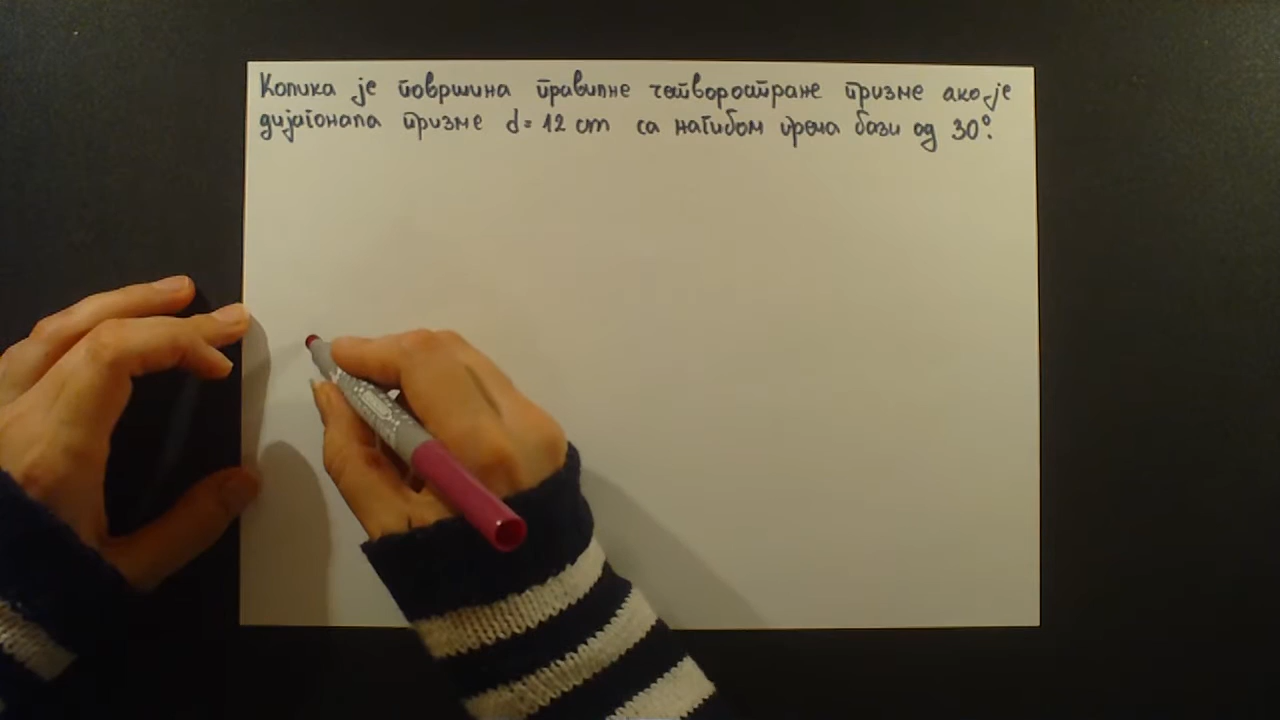 Колика је површина правилне четворостране призме ако је
дијагонала призме d = 12 cm са нагибом према бази од 30°.